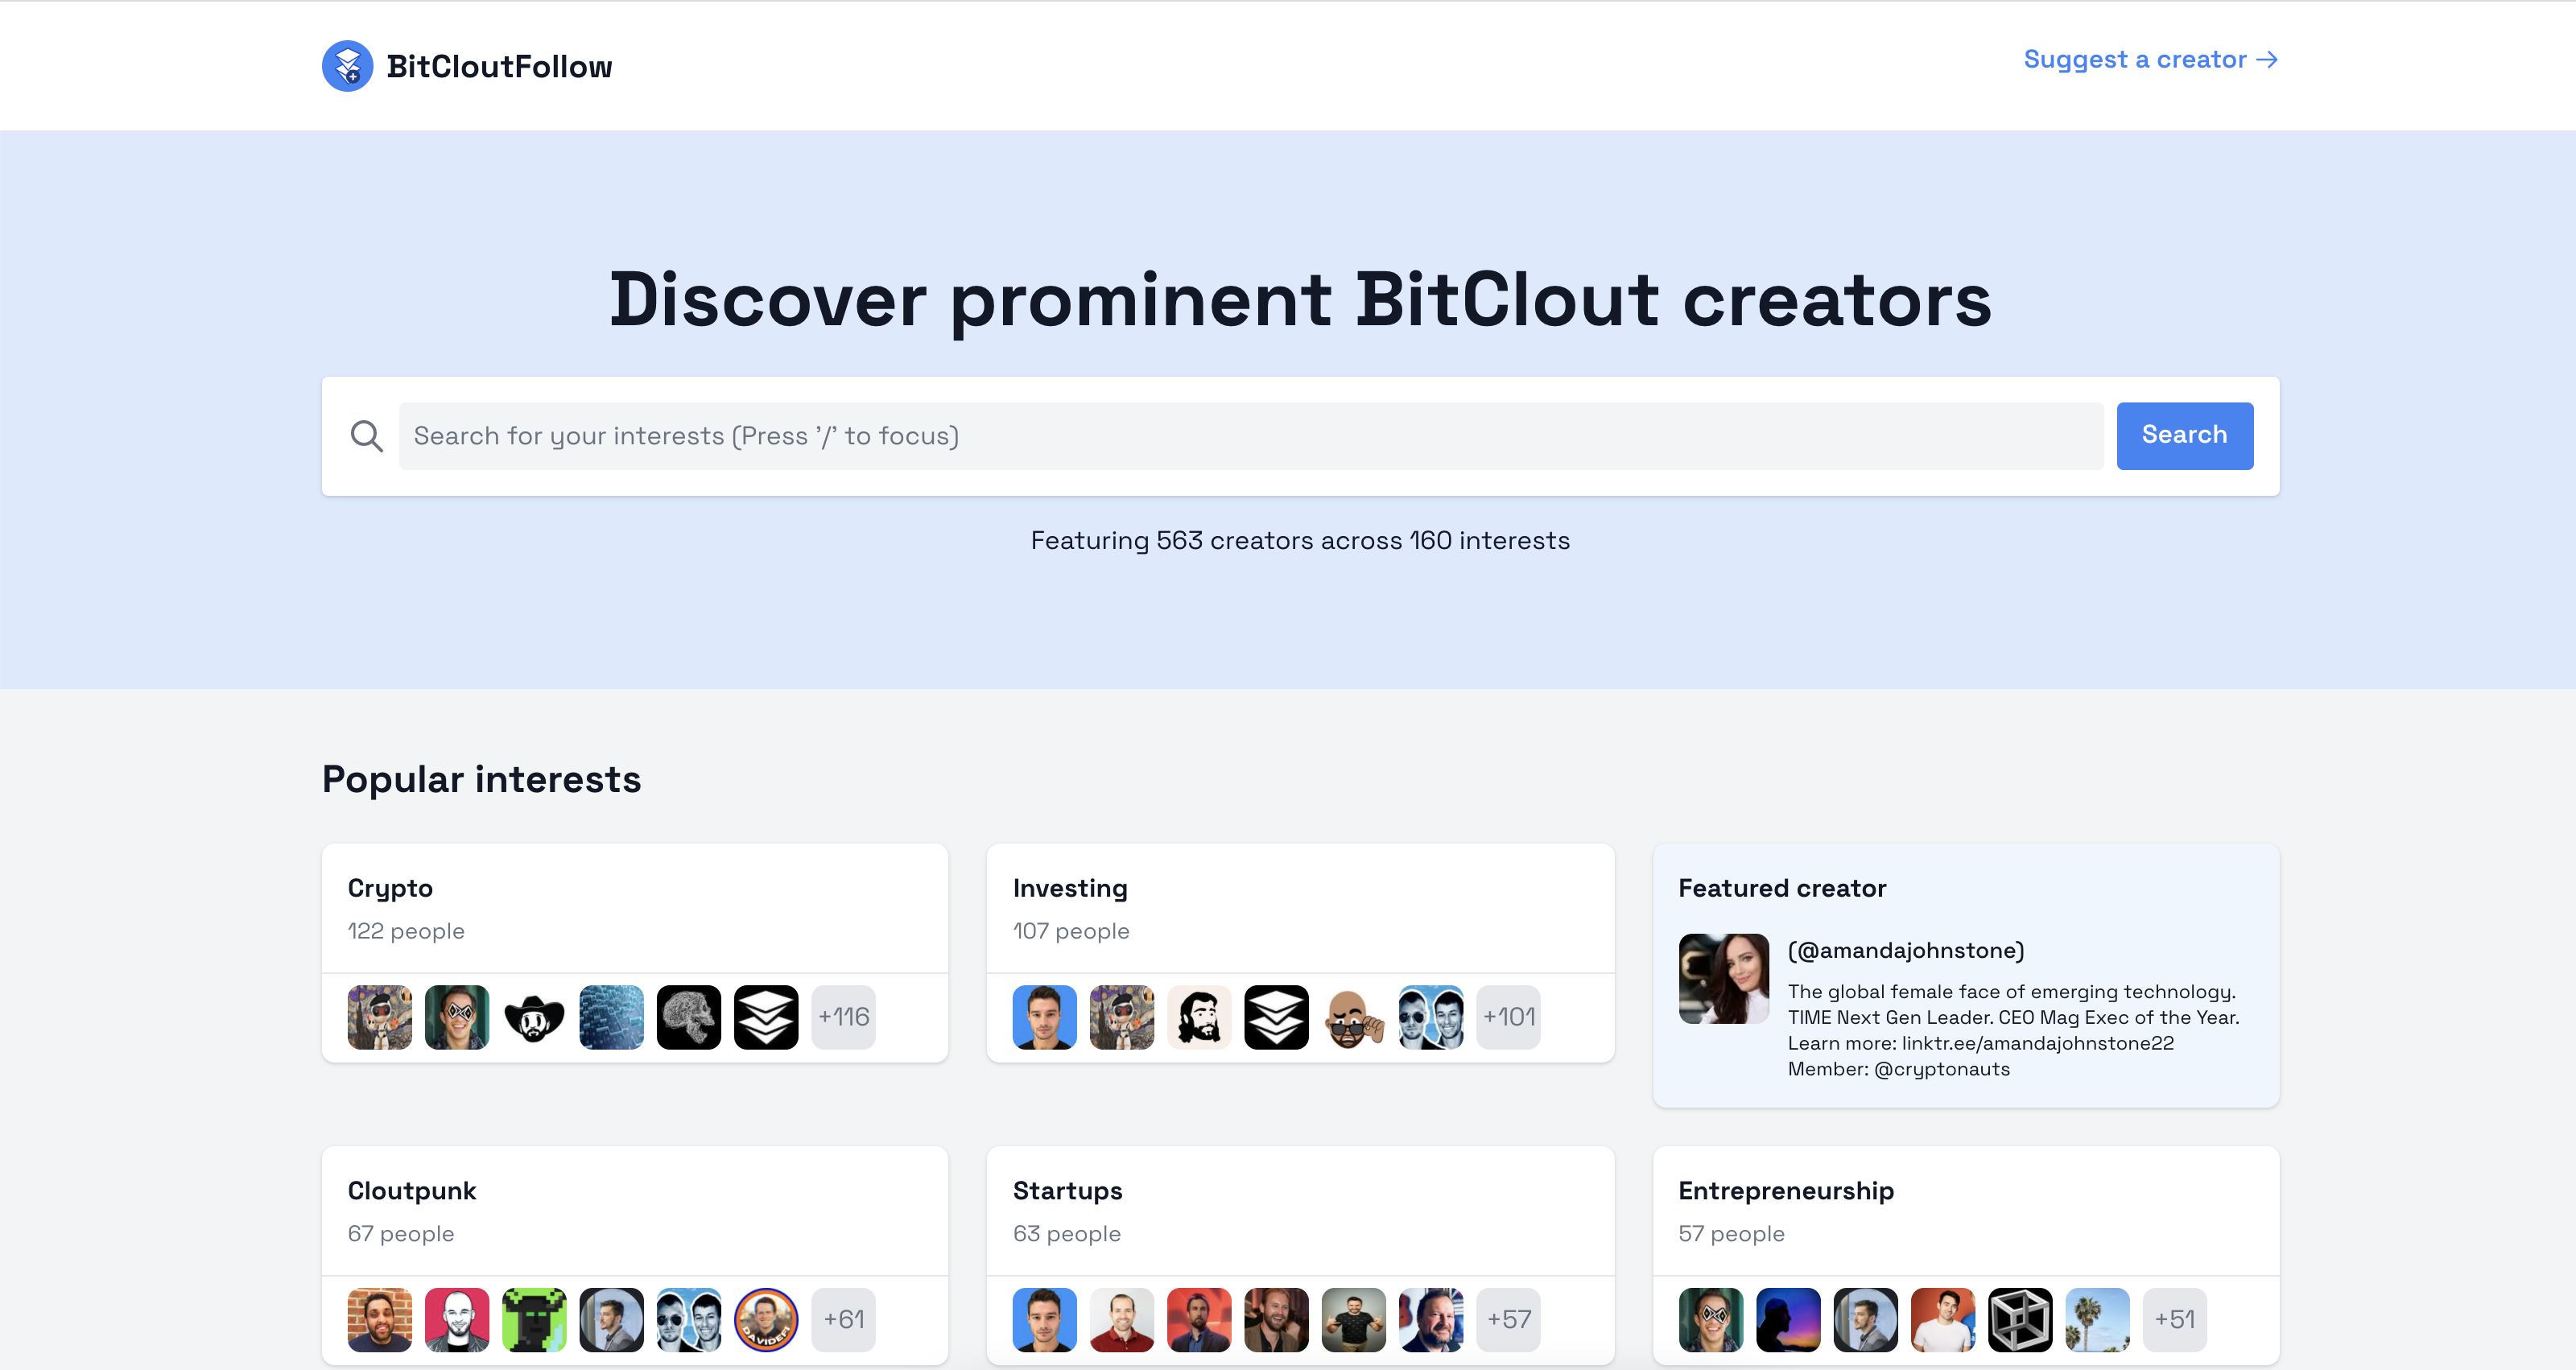 BitCloutFollow
Suggest a creator →
Discover prominent BitClout creators
Search for your interests (Press '/' to focus)
Search
Featuring 563 creators across 160 interests
Popular interests
Crypto
122 people
+116
Investing
107 people
+101
Featured creator
(@amandajohnstone)
The global female face of emerging technology.
TIME Next Gen Leader. CEO Mag Exec of the Year.
Learn more: linktr.ee/amandajohnstone22
Member: @cryptonauts
Cloutpunk
67 people
DAVIDEFI
+61
Startups
63 people
+57
Entrepreneurship
57 people
+51